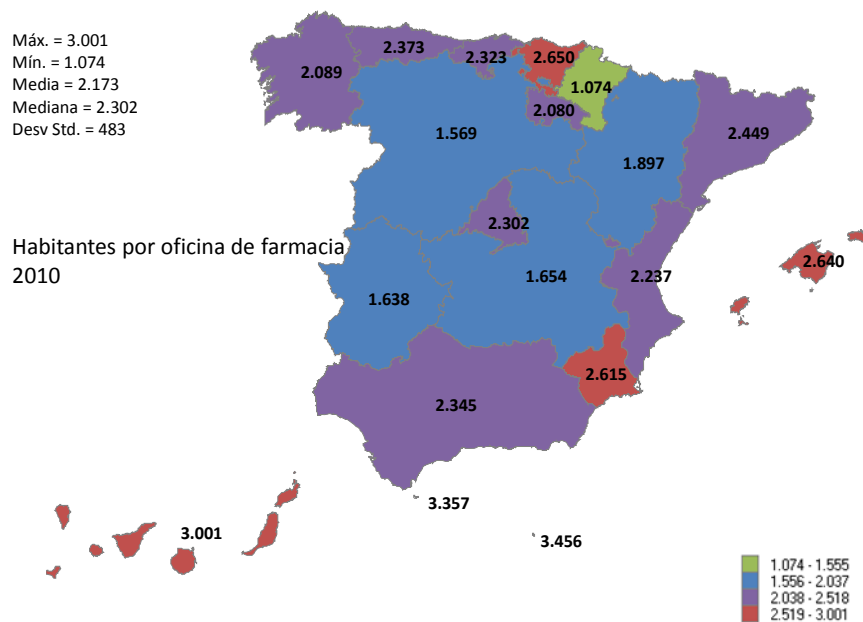 Máx. = 3.001
Mín. = 1.074
Media = 2.173
Mediana = 2.302
Desv Std. = 483
2.373
2.323
2.650
2.089
1.074
2.080
1.569
2.449
1.897
2.302
Habitantes por oficina de farmacia
2010
2.640
2.237
1.654
1.638
2.615
2.345
3.357
3.001
3.456
1.074 - 1.555
1.556 - 2.037
2.038 - 2.518
2.519 - 3.001